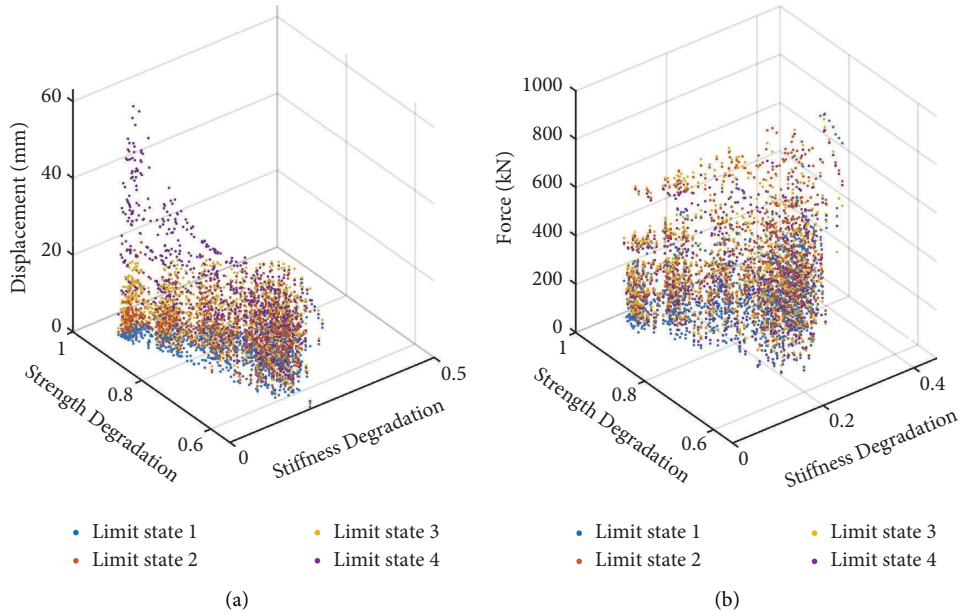 60
40
20
0
Displacement (mm)
1
0.8
0.6
Strength Degradation
0
0.5
Stiffness Degradation
Limit state 1
Limit state 2
Limit state 3
Limit state 4
(a)
1000
800
600
400
200
0
Force (kN)
1
0.8
0.6
Strength Degradation
0
0.2
0.4
Stiffness Degradation
Limit state 1
Limit state 2
Limit state 3
Limit state 4
(b)